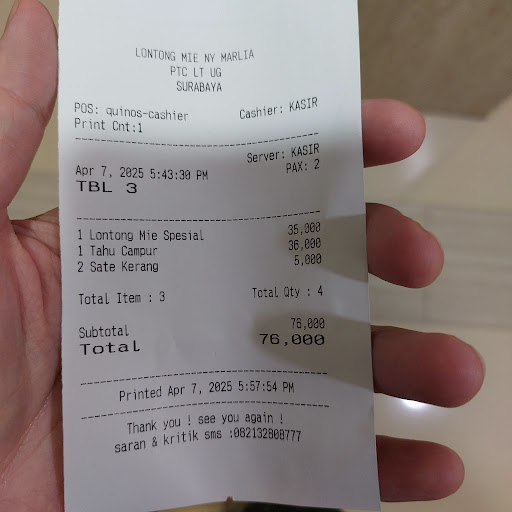 LONTONG MIE NY MARLIA
PTC LT UG
SURABAYA
POS: quinos-cashier Cashier: KASIR
Print Cnt:1
Server: KASIR
Apr 7, 2025 5:43:30 PM PAX: 2
TBL 3
1 Lontong Mie Spesial 35,000
1 Tahu Campur 36,000
2 Sate Kerang 5,000
Total Item : 3 Total Qty : 4
Subtotal 76,000
Total 76,000
Printed Apr 7, 2025 5:57:54 PM
Thank you ! see you again !
saran & kritik sms :082132808777